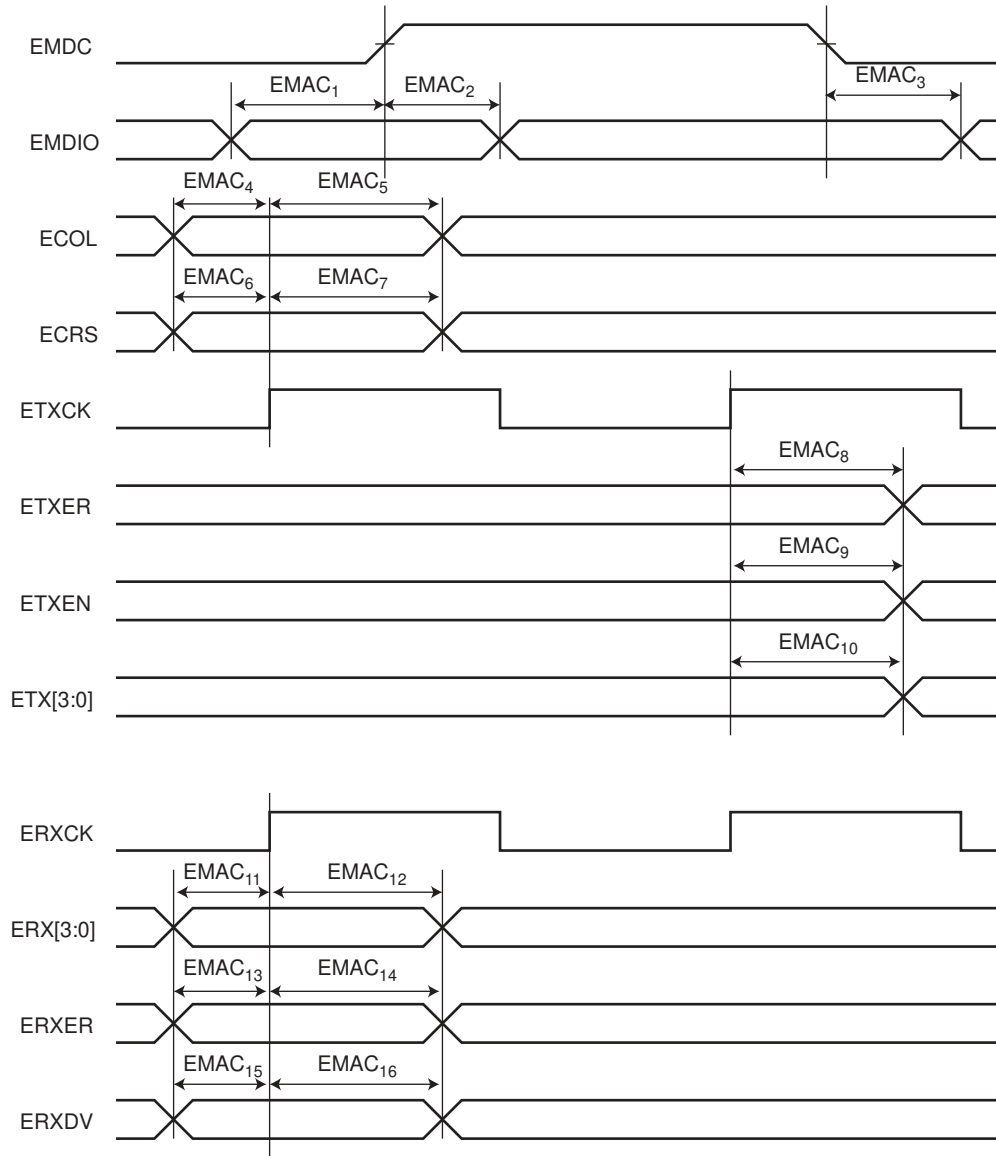 EMDC
EMAC1 EMAC2 EMAC3
EMDIO
EMAC4 EMAC5
ECOL
EMAC6 EMAC7
ECRS
ETXCK
EMAC8
ETXER
EMAC9
ETXEN
EMAC10
ETX[3:0]
ERXCK
EMAC11 EMAC12
ERX[3:0]
EMAC13 EMAC14
ERXER
EMAC15 EMAC16
ERXDV